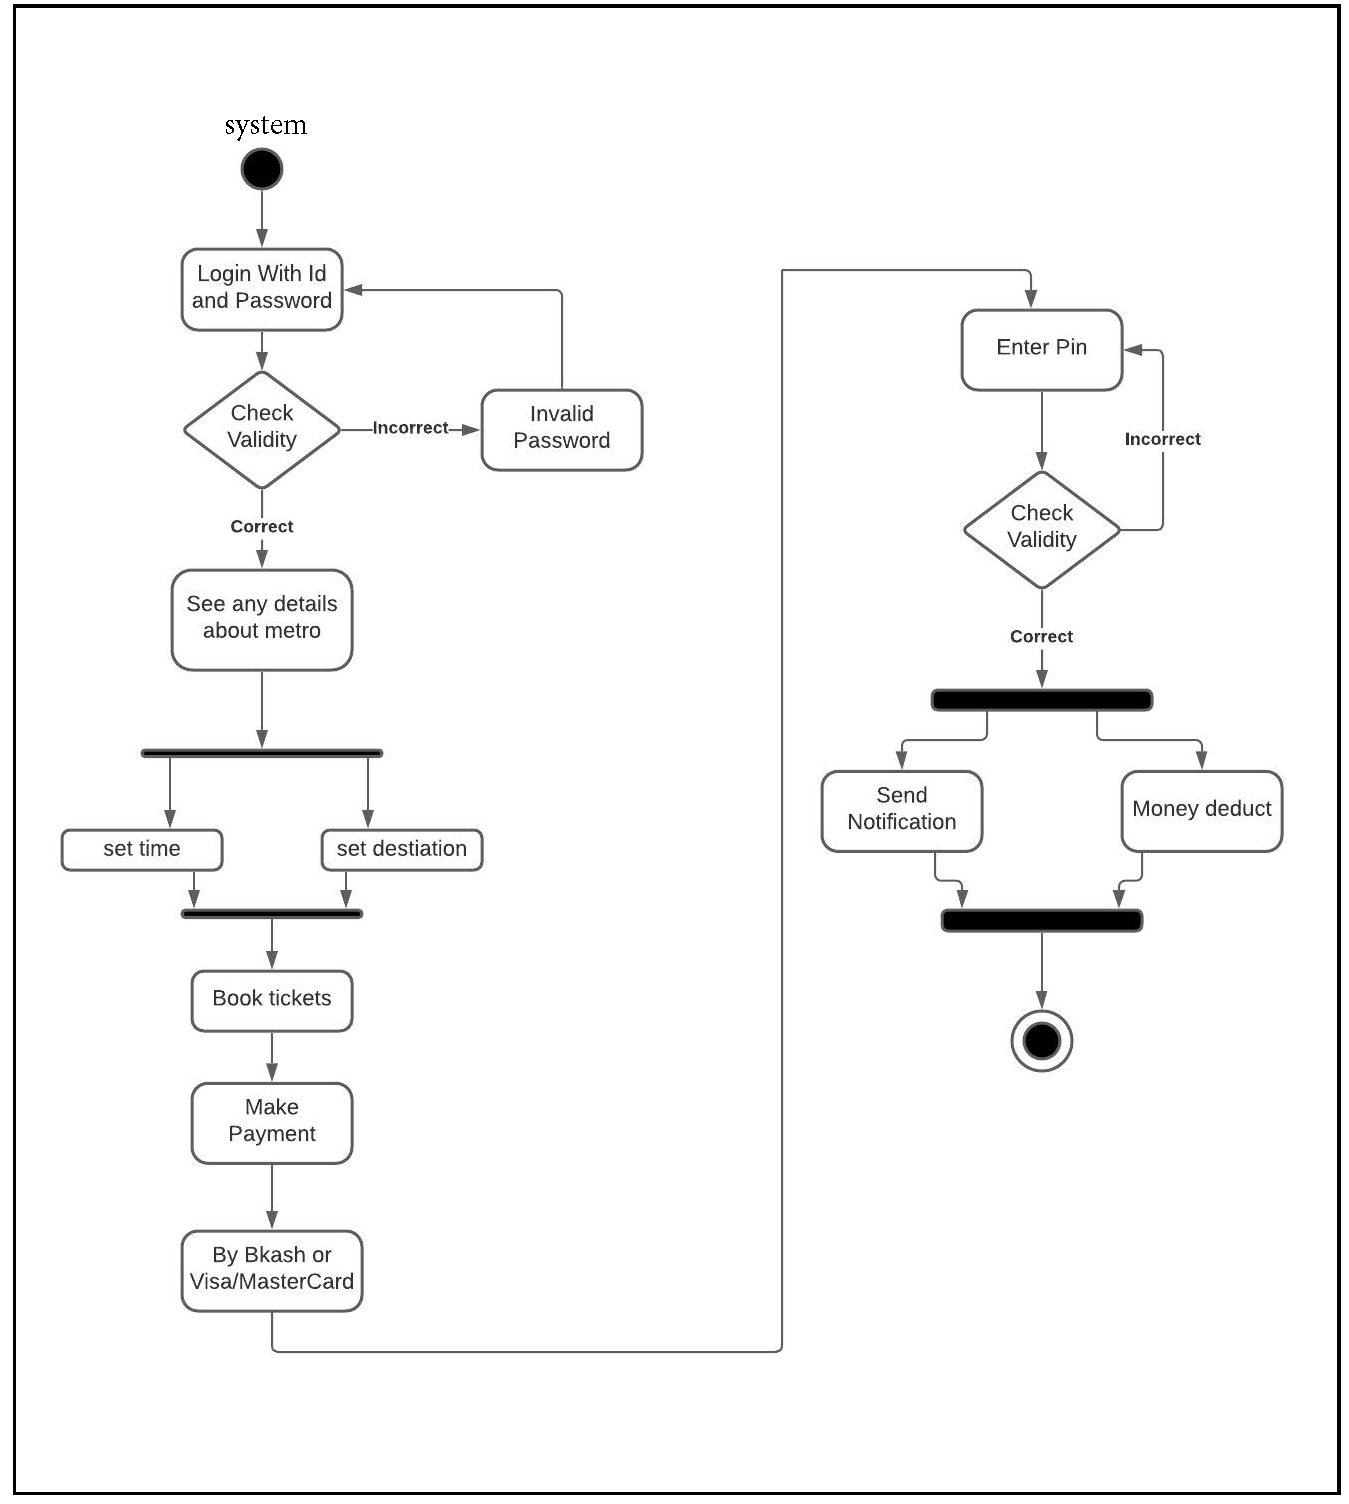 system
Login With Id
and Password
Check
Validity
Incorrect
Invalid
Password
Correct
See any details
about metro
set time
set destiation
Book tickets
Make
Payment
By Bkash or
Visa/MasterCard
Enter Pin
Incorrect
Check
Validity
Correct
Send
Notification
Money deduct